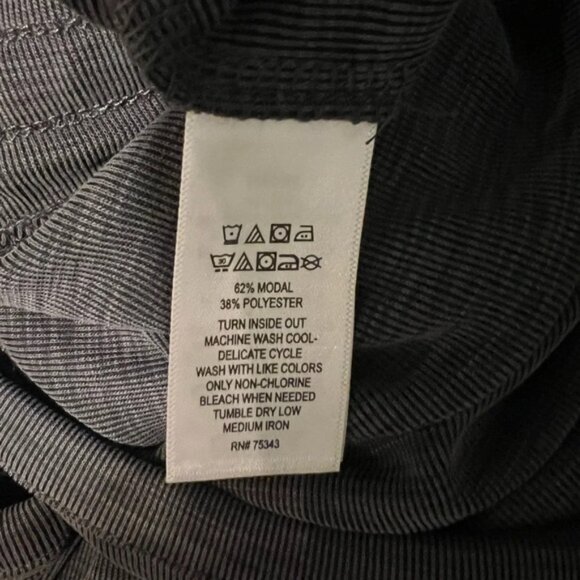 62% MODAL
38% POLYESTER
TURN INSIDE OUT
MACHINE WASH COOL-
DELICATE CYCLE
WASH WITH LIKE COLORS
ONLY NON-CHLORINE
BLEACH WHEN NEEDED
TUMBLE DRY LOW
MEDIUM IRON
RN# 75343